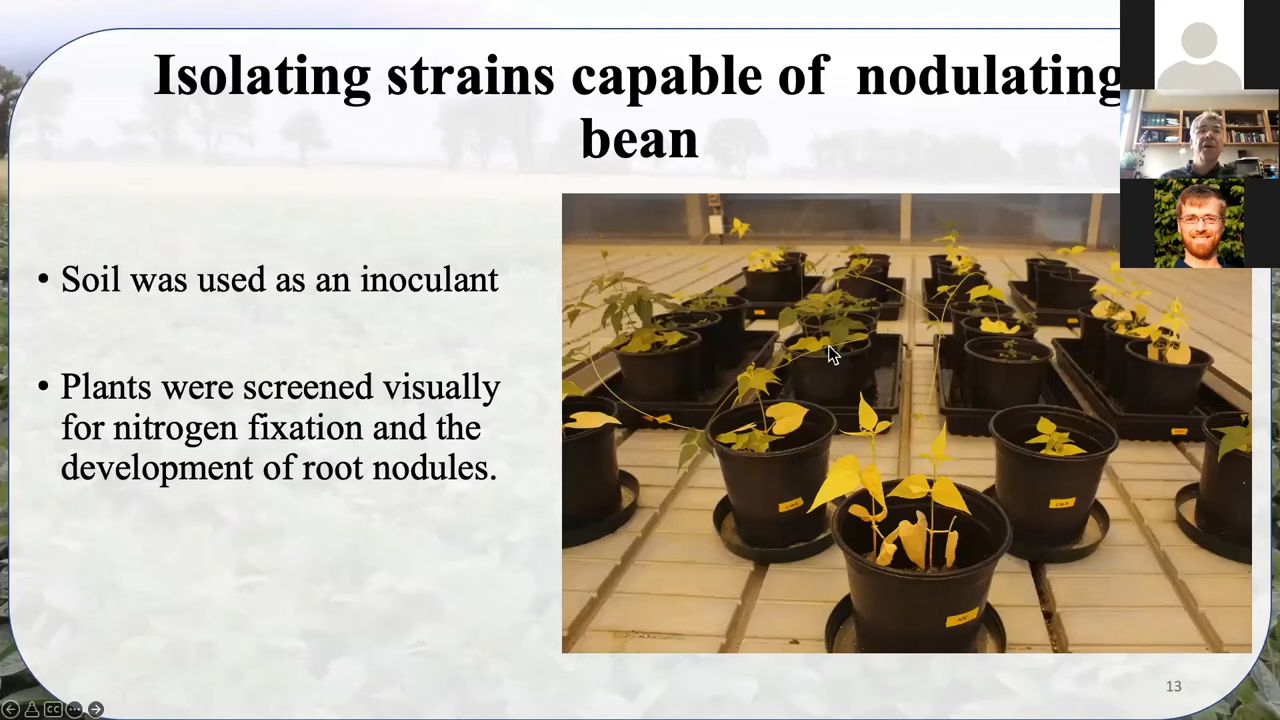 Isolating strains capable of  nodulating
bean
• Soil was used as an inoculant
• Plants were screened visually
for nitrogen fixation and the
development of root nodules.
13
CC